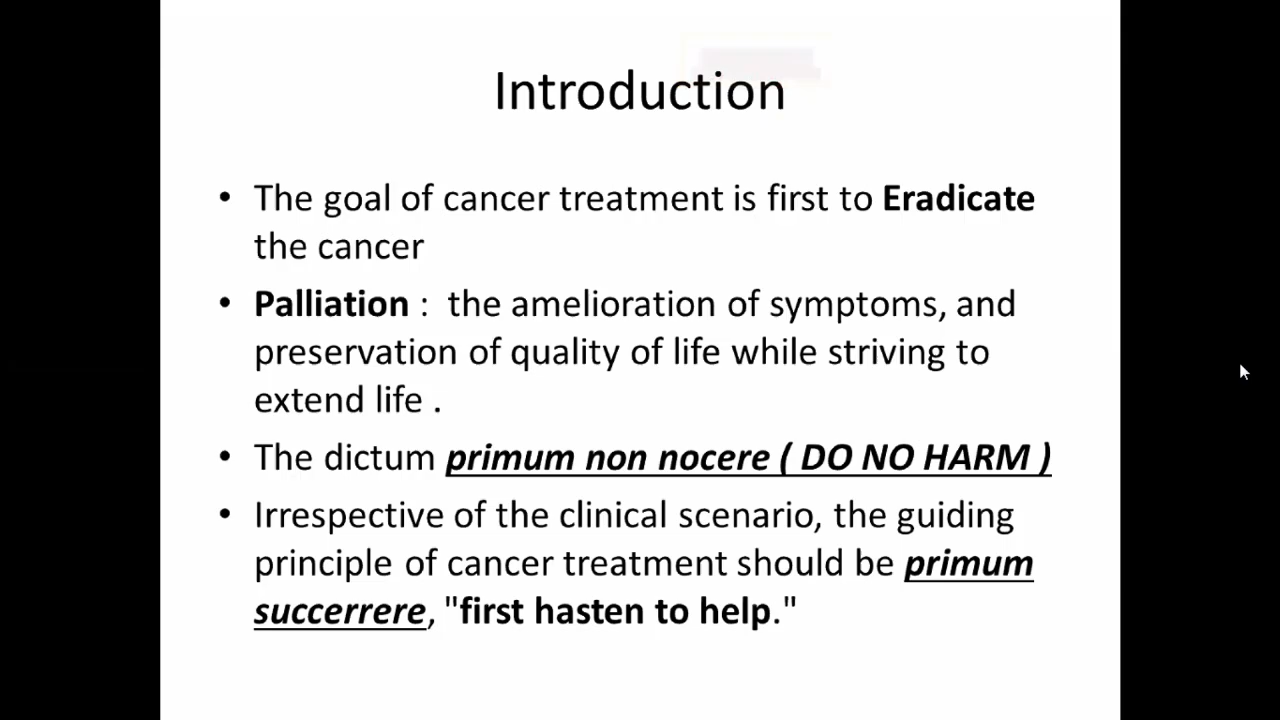 Introduction
• The goal of cancer treatment is first to Eradicate
the cancer
• Palliation : the amelioration of symptoms, and
preservation of quality of life while striving to
extend life .
• The dictum primum non nocere ( DO NO HARM )
• Irrespective of the clinical scenario, the guiding
principle of cancer treatment should be primum
succerrere, "first hasten to help."